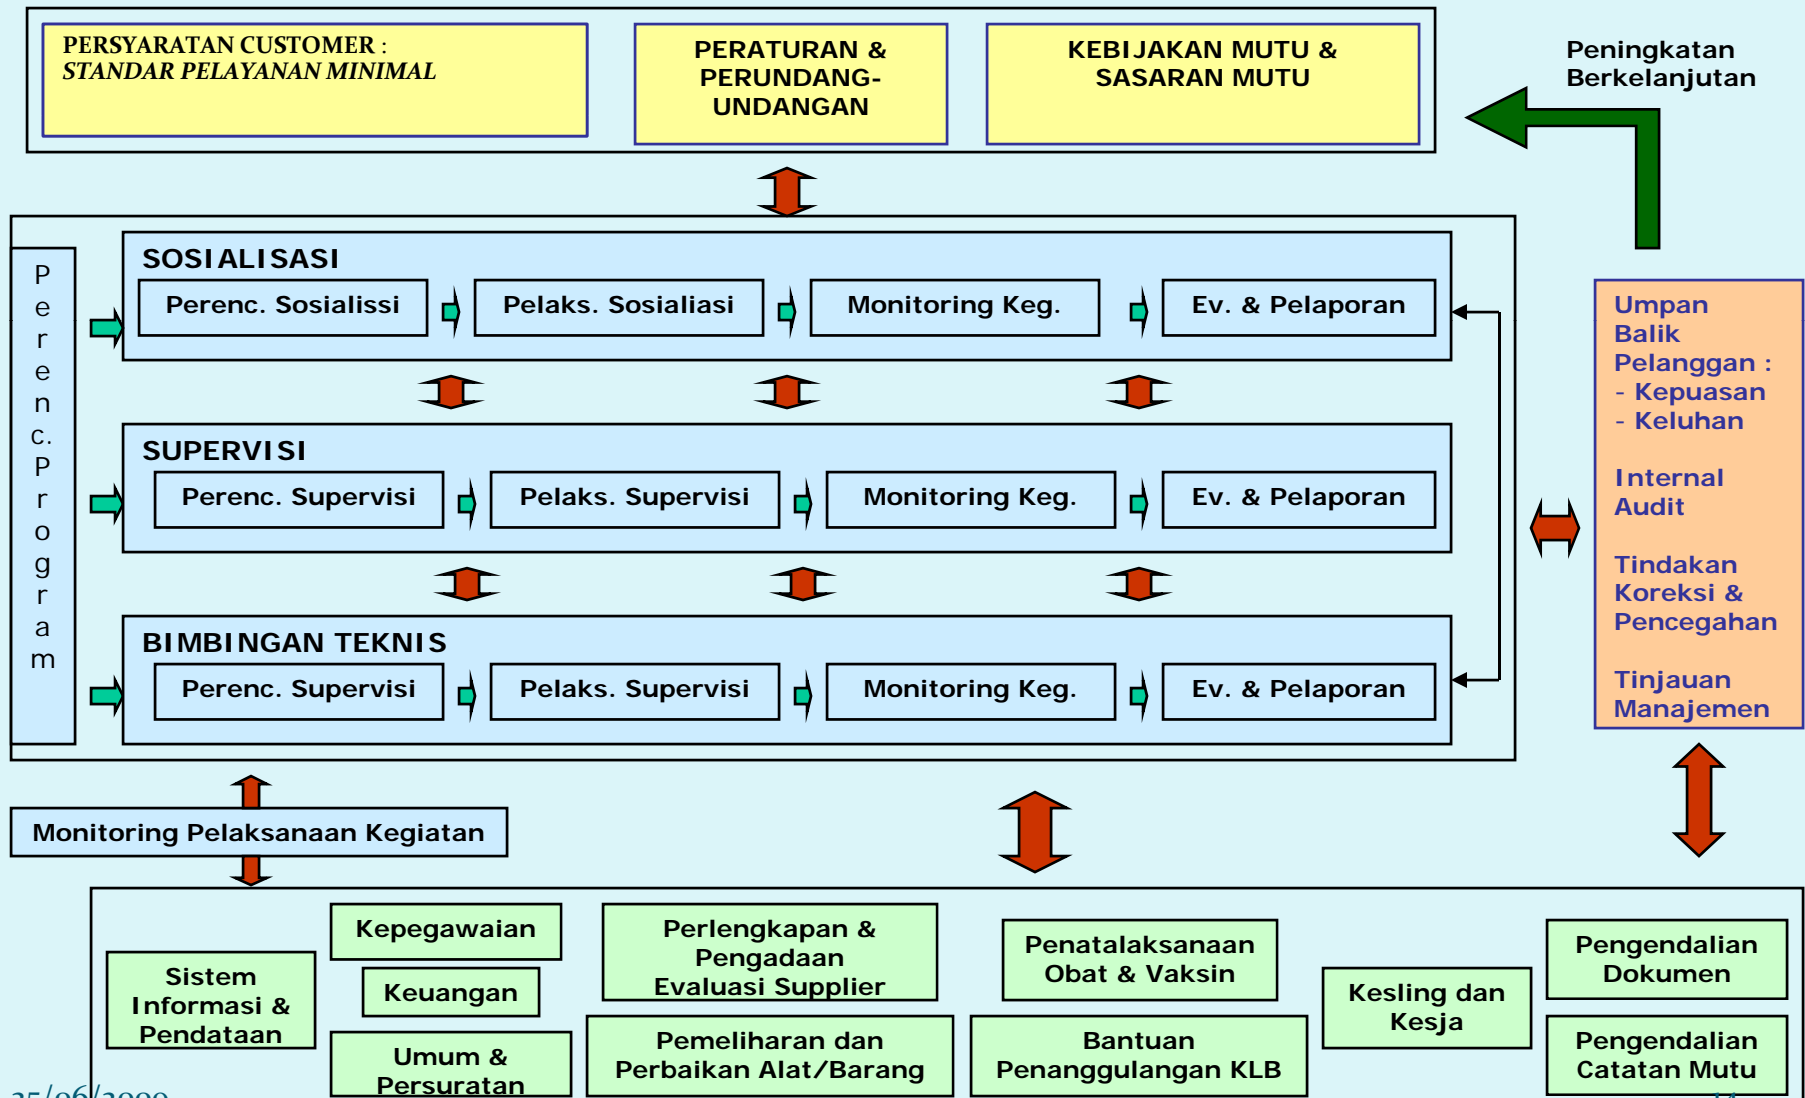 PERSYARATAN CUSTOMER :
STANDAR PELAYANAN MINIMAL
PERATURAN &
PERUNDANG-
UNDANGAN
KEBIJAKAN MUTU &
SASARAN MUTU
Peningkatan
Berkelanjutan
Perenc. Program
SOSIALISASI
Perenc. Sosialissi
Pelaks. Sosialiasi
Monitoring Keg.
Ev. & Pelaporan
SUPERVISI
Perenc. Supervisi
Pelaks. Supervisi
Monitoring Keg.
Ev. & Pelaporan
BIMBINGAN TEKNIS
Perenc. Supervisi
Pelaks. Supervisi
Monitoring Keg.
Ev. & Pelaporan
Umpan
Balik
Pelanggan :
- Kepuasan
- Keluhan
Internal
Audit
Tindakan
Koreksi &
Pencegahan
Tinjauan
Manajemen
Monitoring Pelaksanaan Kegiatan
Sistem
Informasi &
Pendataan
Kepegawaian
Keuangan
Umum &
Persuratan
Perlengkapan &
Pengadaan
Evaluasi Supplier
Pemeliharan dan
Perbaikan Alat/Barang
Penatalaksanaan
Obat & Vaksin
Bantuan
Penanggulangan KLB
Kesling dan
Kesja
Pengendalian
Dokumen
Pengendalian
Catatan Mutu